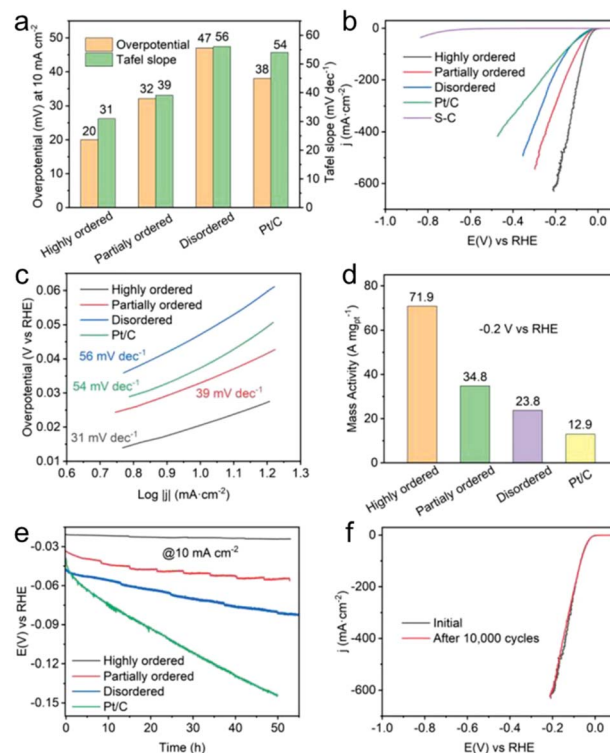 a
Overpotential (mV) at 10 mA cm⁻²
50
40
30
20
10
0
Overpotential
Tafel slope
47
56
54
38
32
39
31
20
60
50
40
30
20
10
0
Tafel slope (mV dec⁻¹)
Highly ordered
Partialy ordered
Disordered
Pt/C
b
j (mA·cm⁻²)
0
-200
-400
-600
Highly ordered
Partially ordered
Disordered
Pt/C
S-C
-1.0
-0.8
-0.6
-0.4
-0.2
0.0
E(V) vs RHE
c
Overpotential (V vs RHE)
0.06
0.05
0.04
0.03
0.02
0.01
Highly ordered
Partially ordered
Disordered
Pt/C
56 mV dec⁻¹
54 mV dec⁻¹
39 mV dec⁻¹
31 mV dec⁻¹
0.6
0.7
0.8
0.9
1.0
1.1
1.2
1.3
Log |j| (mA·cm⁻²)
d
Mass Activity (A mgpt⁻¹)
80
60
40
20
0
71.9
-0.2 V vs RHE
34.8
23.8
12.9
Highly ordered
Partialy ordered
Disordered
Pt/C
e
E(V) vs RHE
-0.03
-0.06
-0.09
-0.12
-0.15
@10 mA cm⁻²
Highly ordered
Partially ordered
Disordered
Pt/C
0
10
20
30
40
50
Time (h)
f
j (mA·cm⁻²)
0
-200
-400
-600
Initial
After 10,000 cycles
-1.0
-0.8
-0.6
-0.4
-0.2
0.0
E(V) vs RHE